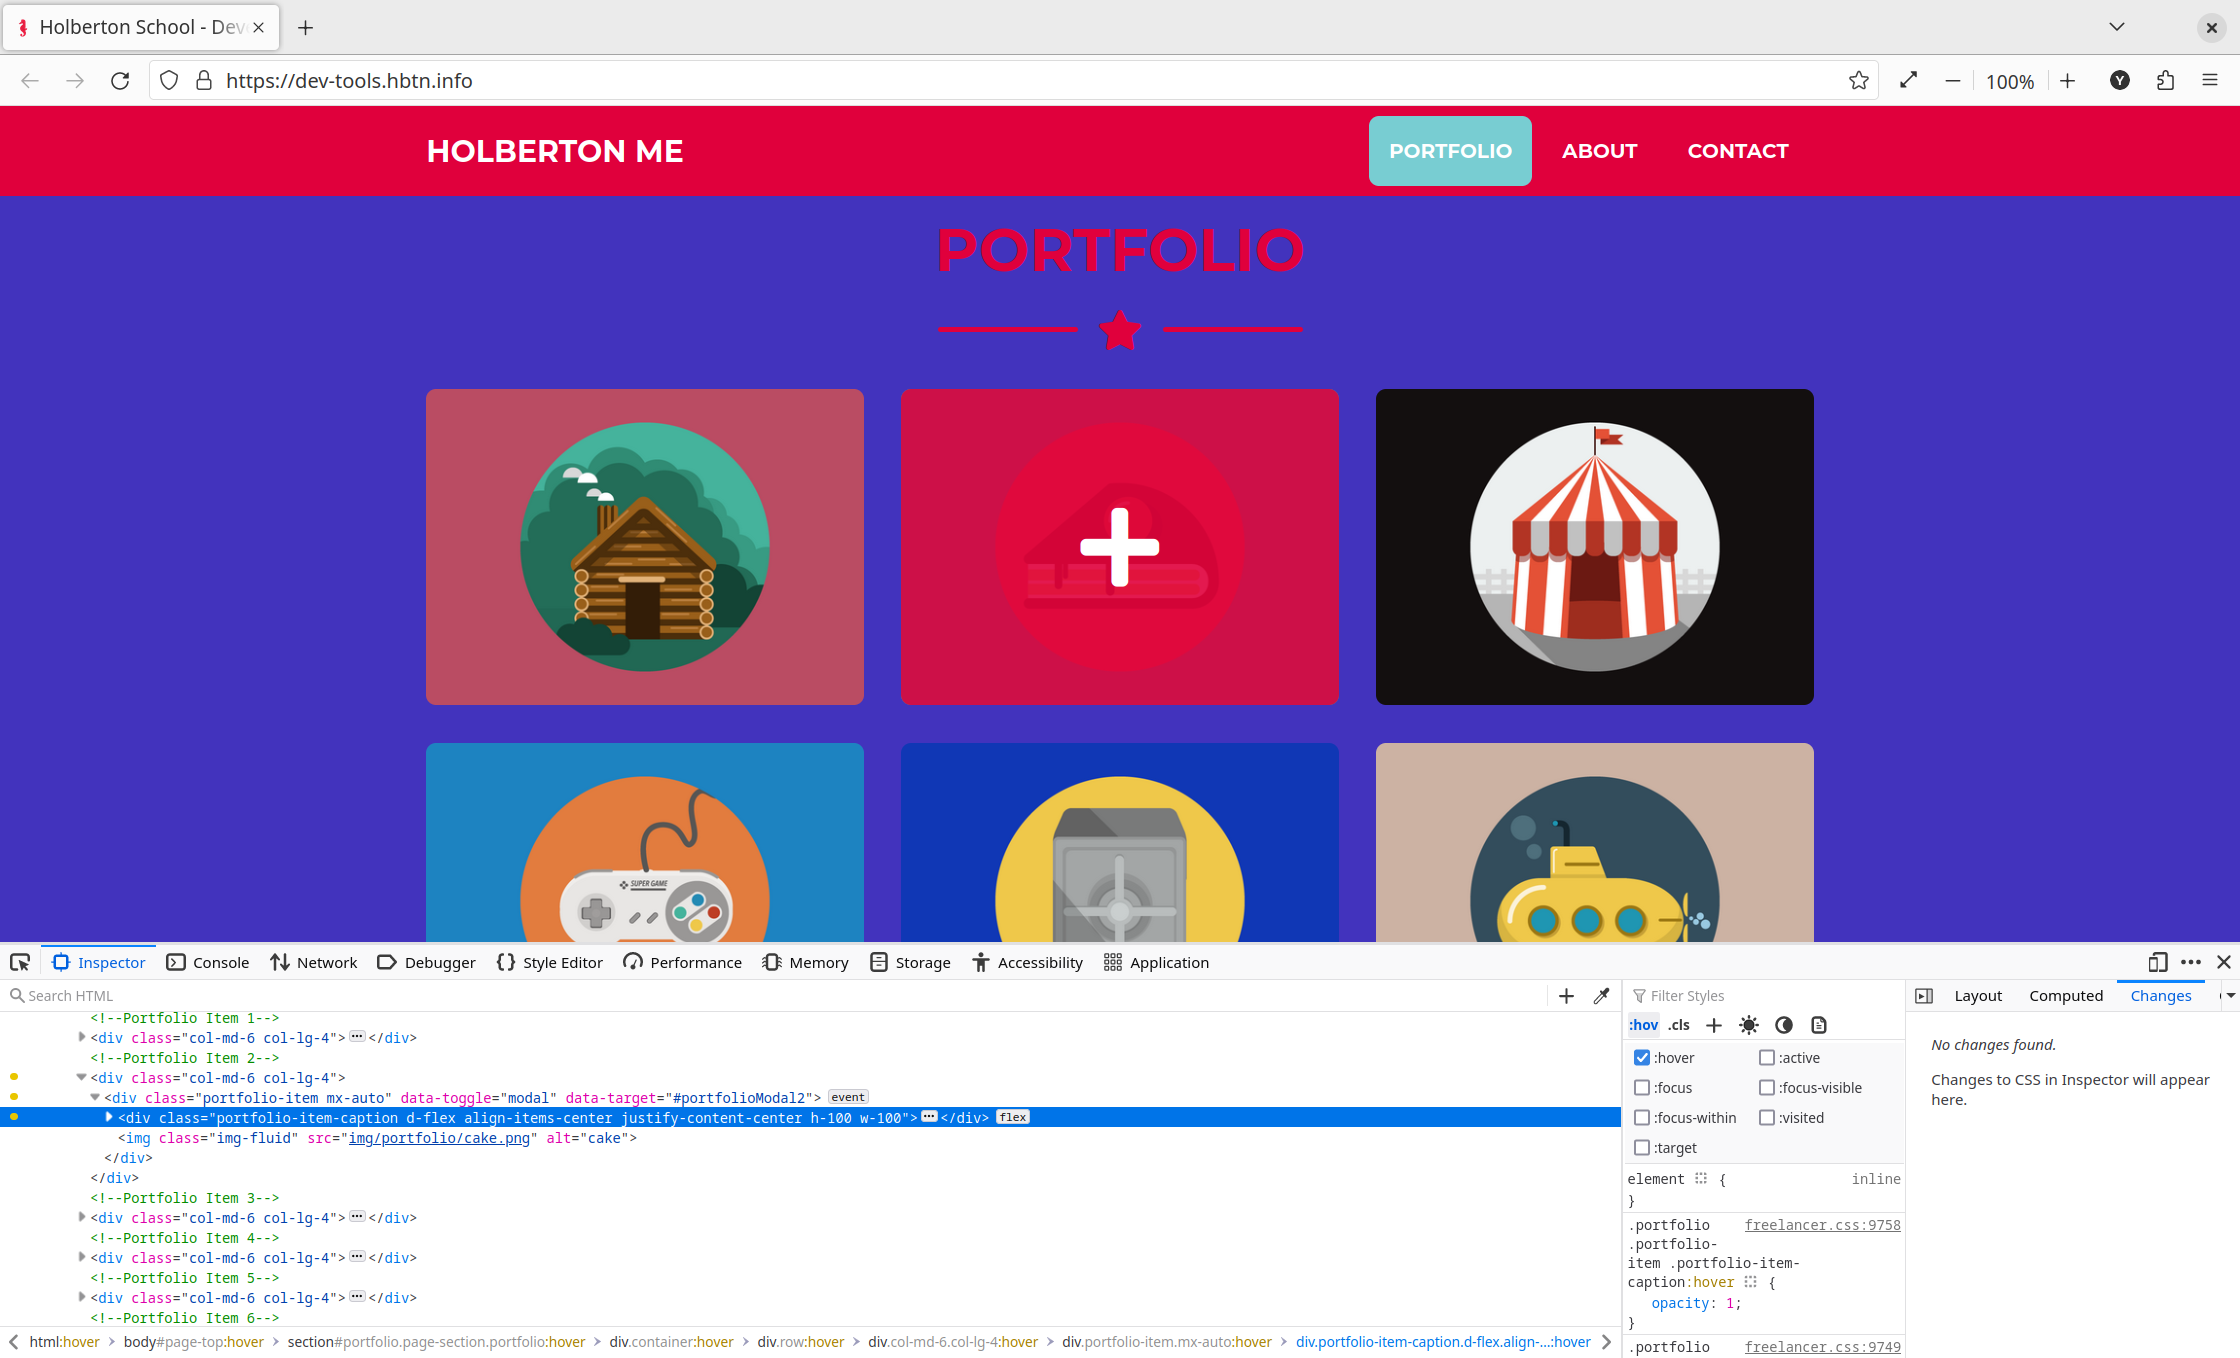 Holberton School - Dev
https://dev-tools.hbtn.info
100%
Y
HOLBERTON ME
PORTFOLIO
ABOUT
CONTACT
PORTFOLIO
SUPER GAME
Inspector
Console
Network
Debugger
Style Editor
Performance
Memory
Storage
Accessibility
Application
Search HTML
<!--Portfolio Item 1-->
<div class="col-md-6 col-lg-4">…</div>
<!--Portfolio Item 2-->
<div class="col-md-6 col-lg-4">
<div class="portfolio-item mx-auto" data-toggle="modal" data-target="#portfolioModal2"> event
<div class="portfolio-item-caption d-flex align-items-center justify-content-center h-100 w-100">…</div> flex
<img class="img-fluid" src="img/portfolio/cake.png" alt="cake">
</div>
</div>
<!--Portfolio Item 3-->
<div class="col-md-6 col-lg-4">…</div>
<!--Portfolio Item 4-->
<div class="col-md-6 col-lg-4">…</div>
<!--Portfolio Item 5-->
<div class="col-md-6 col-lg-4">…</div>
<!--Portfolio Item 6-->
html:hover
body#page-top:hover
section#portfolio.page-section.portfolio:hover
div.container:hover
div.row:hover
div.col-md-6.col-lg-4:hover
div.portfolio-item.mx-auto:hover
div.portfolio-item-caption.d-flex.align-...:hover
Filter Styles
:hov .cls
:hover
:active
:focus
:focus-visible
:focus-within
:visited
:target
element { inline
}
.portfolio freelancer.css:9758
.portfolio-
item .portfolio-item-
caption:hover {
opacity: 1;
}
.portfolio freelancer.css:9749
Layout
Computed
Changes
No changes found.
Changes to CSS in Inspector will appear
here.